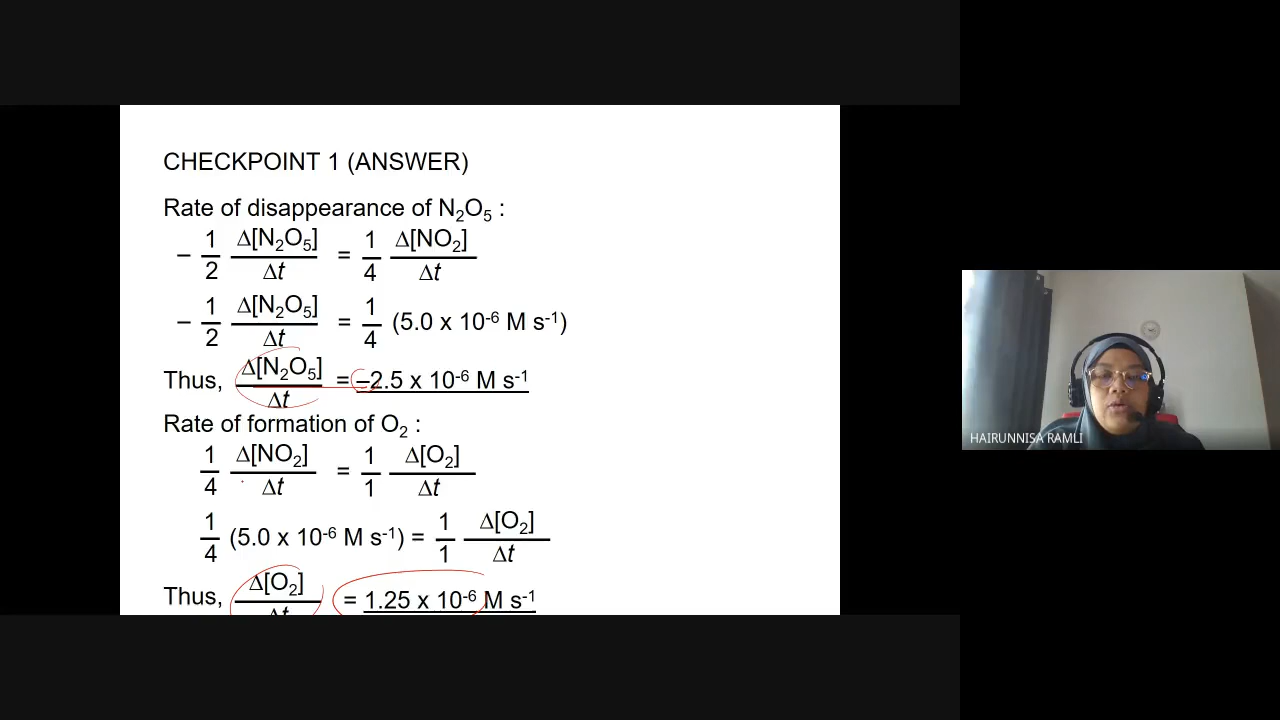 CHECKPOINT 1 (ANSWER)
Rate of disappearance of N₂O₅ :
– 1/2 Δ[N₂O₅]/Δt = 1/4 Δ[NO₂]/Δt
– 1/2 Δ[N₂O₅]/Δt = 1/4 (5.0 x 10⁻⁶ M s⁻¹)
Thus, Δ[N₂O₅]/Δt = –2.5 x 10⁻⁶ M s⁻¹
Rate of formation of O₂ :
1/4 Δ[NO₂]/Δt = 1/1 Δ[O₂]/Δt
1/4 (5.0 x 10⁻⁶ M s⁻¹) = 1/1 Δ[O₂]/Δt
Thus, Δ[O₂]/Δt = 1.25 x 10⁻⁶ M s⁻¹
HAIRUNNISA RAMLI